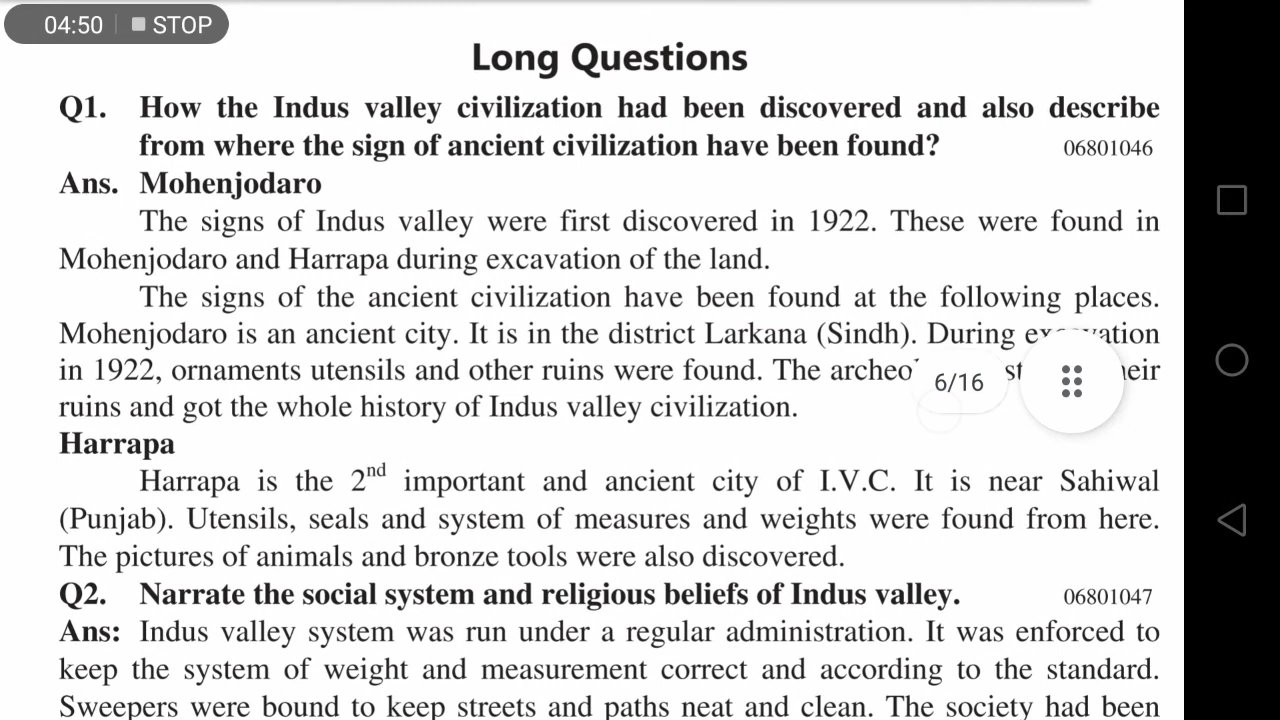 04:50 STOP
Long Questions
Q1. How the Indus valley civilization had been discovered and also describe
from where the sign of ancient civilization have been found? 06801046
Ans. Mohenjodaro
The signs of Indus valley were first discovered in 1922. These were found in
Mohenjodaro and Harrapa during excavation of the land.
The signs of the ancient civilization have been found at the following places.
Mohenjodaro is an ancient city. It is in the district Larkana (Sindh). During
in 1922, ornaments utensils and other ruins were found. The
6/16
ruins and got the whole history of Indus valley civilization.
Harrapa
Harrapa is the 2nd important and ancient city of I.V.C. It is near Sahiwal
(Punjab). Utensils, seals and system of measures and weights were found from here.
The pictures of animals and bronze tools were also discovered.
Q2. Narrate the social system and religious beliefs of Indus valley. 06801047
Ans: Indus valley system was run under a regular administration. It was enforced to
keep the system of weight and measurement correct and according to the standard.
Sweepers were bound to keep streets and paths neat and clean. The society had been